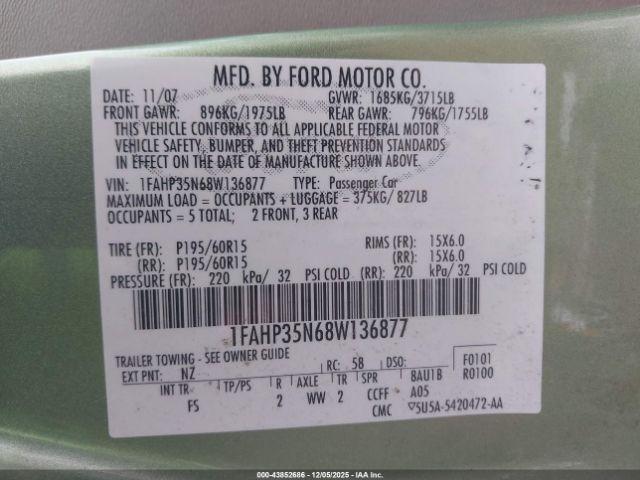 MFD. BY FORD MOTOR CO.
DATE: 11/07 GVWR: 1685KG/3715LB
FRONT GAWR: 896KG/1975LB REAR GAWR: 796KG/1755LB
THIS VEHICLE CONFORMS TO ALL APPLICABLE FEDERAL MOTOR
VEHICLE SAFETY, BUMPER, AND THEFT PREVENTION STANDARDS
IN EFFECT ON THE DATE OF MANUFACTURE SHOWN ABOVE.
VIN: 1FAHP35N68W136877 TYPE: Passenger Car
MAXIMUM LOAD = OCCUPANTS + LUGGAGE = 375KG/ 827LB
OCCUPANTS = 5 TOTAL; 2 FRONT, 3 REAR
TIRE (FR): P195/60R15 RIMS (FR): 15X6.0
(RR): P195/60R15 (RR): 15X6.0
PRESSURE (FR): 220 kPa/ 32 PSI COLD (RR): 220 kPa/ 32 PSI COLD
1FAHP35N68W136877
TRAILER TOWING - SEE OWNER GUIDE
EXT PNT: NZ RC: 58 DSO: F0101
R0100
INT TR TP/PS R AXLE TR SPR 8AU1B
FS 2 WW 2 CCFF A05
CMC 5U5A-5420472-AA
IAA - 43852686 - 12/05/2025 - IAAI.com